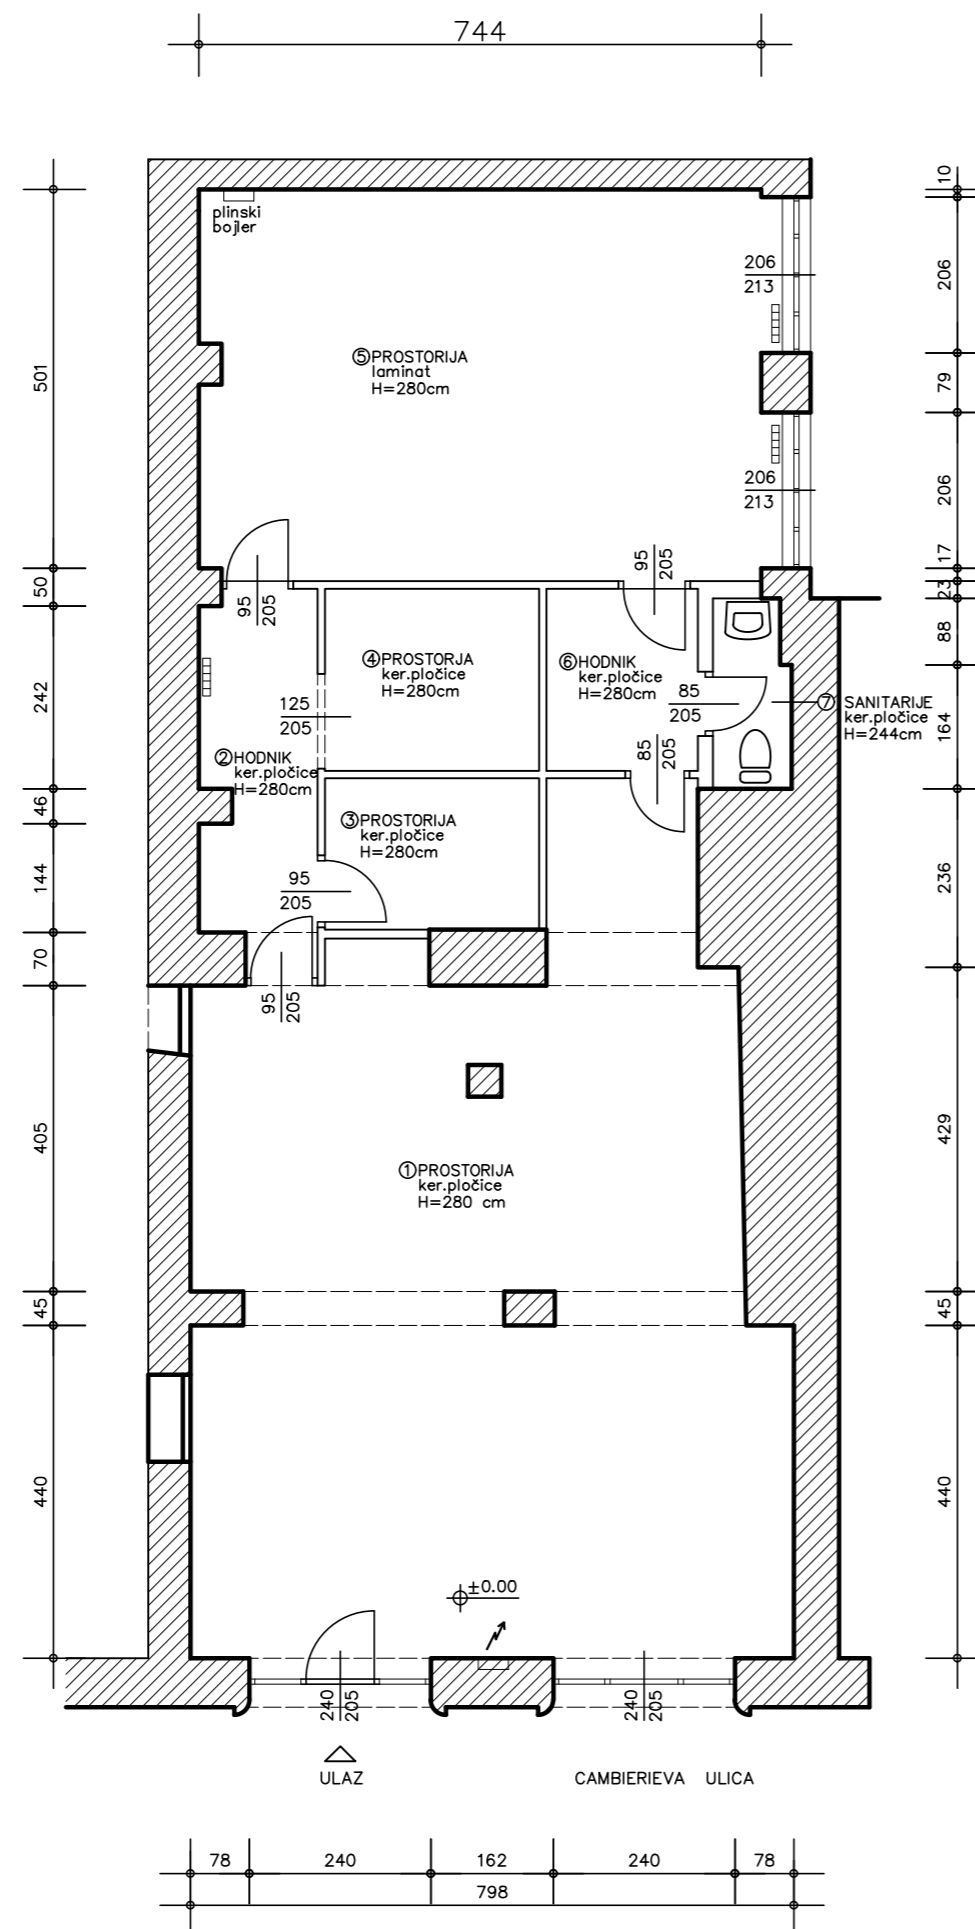 744
10
plinski
bojler
206
213
206
⑤PROSTORIJA
laminat
H=280cm
501
79
206
213
206
17
95
205
95
205
50
23
88
④PROSTORJA
ker.pločice
H=280cm
⑥HODNIK
ker.pločice
H=280cm
85
205
⑦ SANITARIJE
ker.pločice
H=244cm
242
125
205
164
85
205
②HODNIK
ker.pločice
H=280cm
46
③PROSTORIJA
ker.pločice
H=280cm
144
95
205
236
70
95
205
405
429
①PROSTORIJA
ker.pločice
H=280 cm
45
45
440
440
±0.00
240
205
240
205
ULAZ
CAMBIERIEVA ULICA
78
240
162
240
78
798